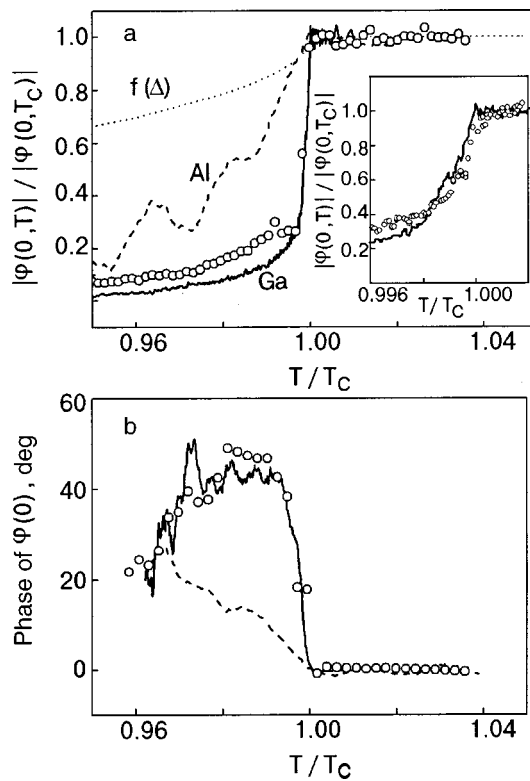 a
1.0
0.8
0.6
0.4
0.2
f(Δ)
Al
Ga
|φ(0,T)| / |φ(0,T_C)|
0.96
1.00
1.04
T/T_C
1.0
0.8
0.6
0.4
0.2
|φ(0,T)| / |φ(0,T_C)|
0.996
1.000
T/T_C
b
60
40
20
0
Phase of φ(0), deg
0.96
1.00
1.04
T/T_C